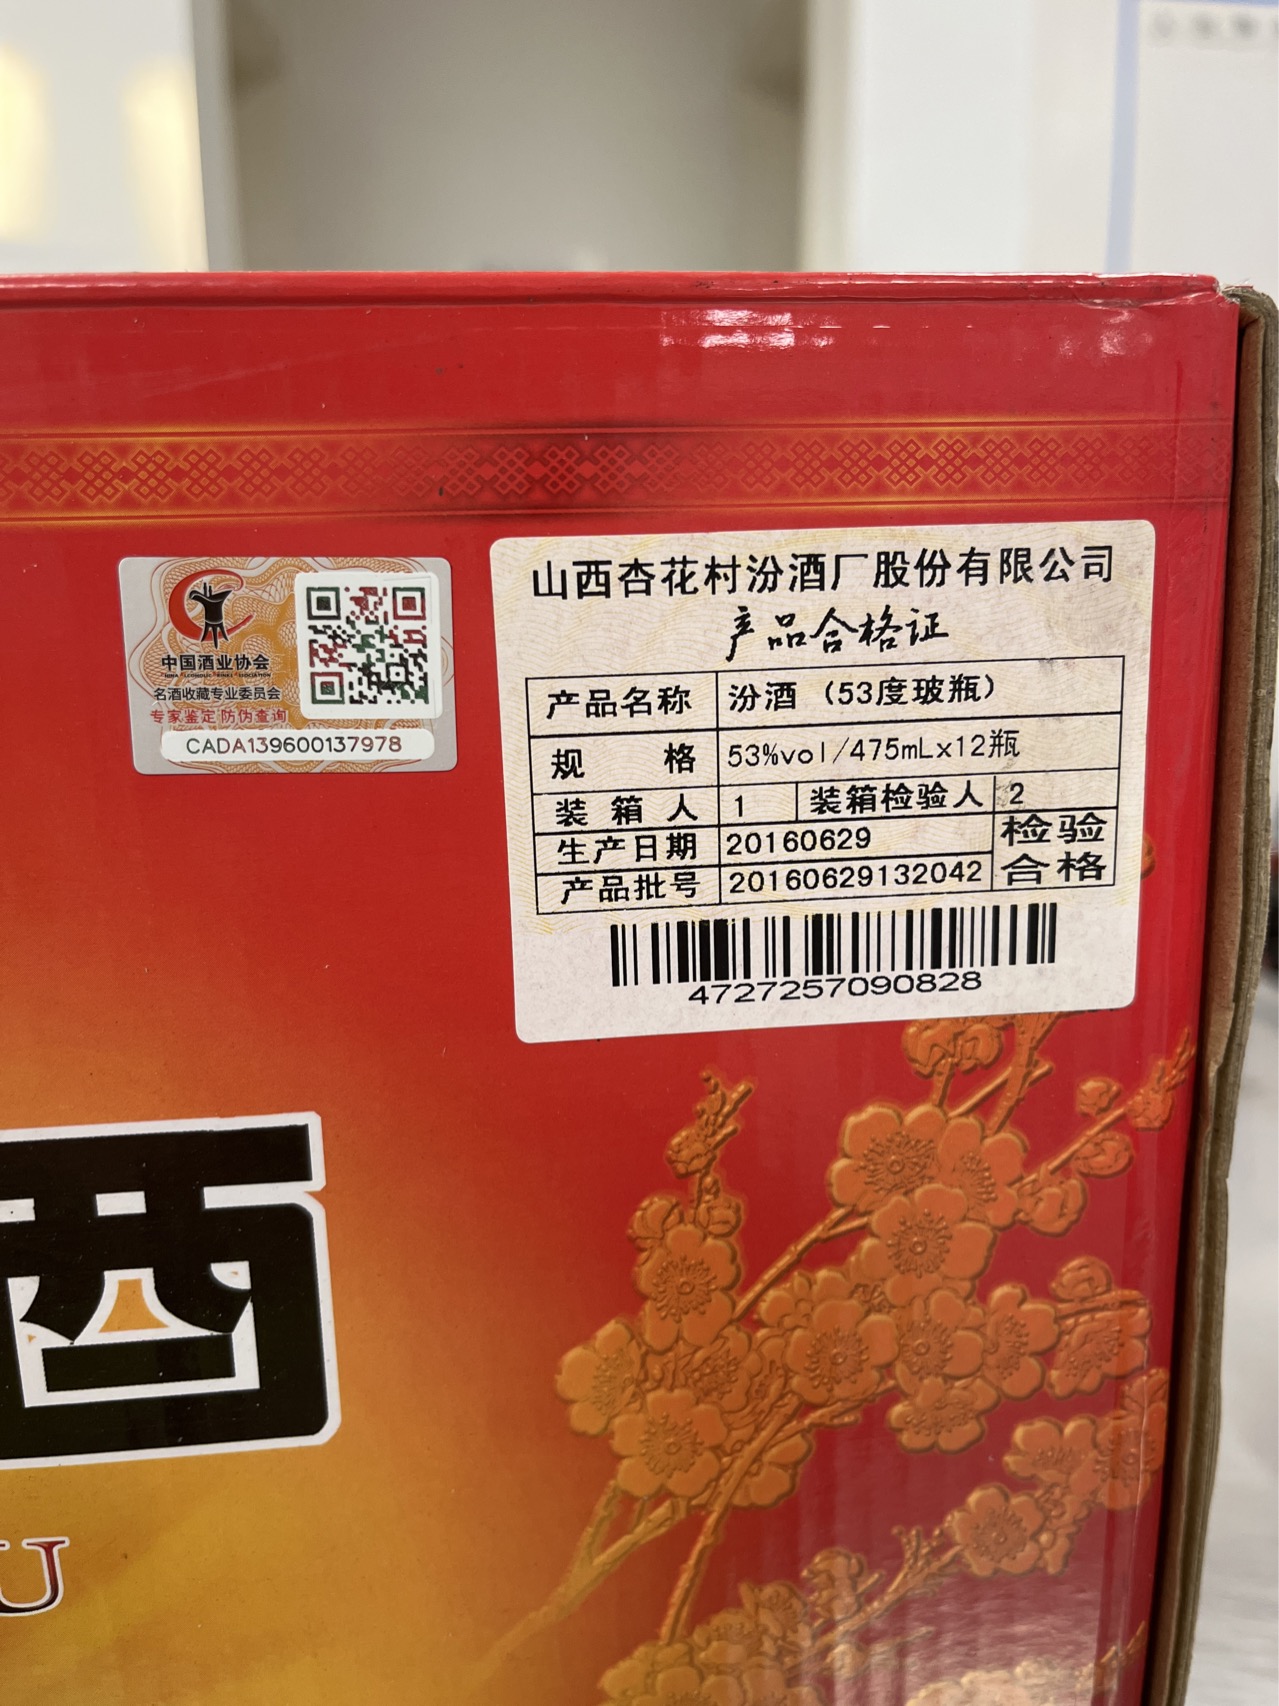 中国酒业协会
名酒收藏专业委员会
专家鉴定防伪查询
CADA139600137978
山西杏花村汾酒厂股份有限公司
产品合格证
产品名称 汾酒（53度玻瓶）
规 格 53%vol/475mLx12瓶
装箱人 1 装箱检验人 2
生产日期 20160629 检验
产品批号 20160629132042 合格
4727257090828
U